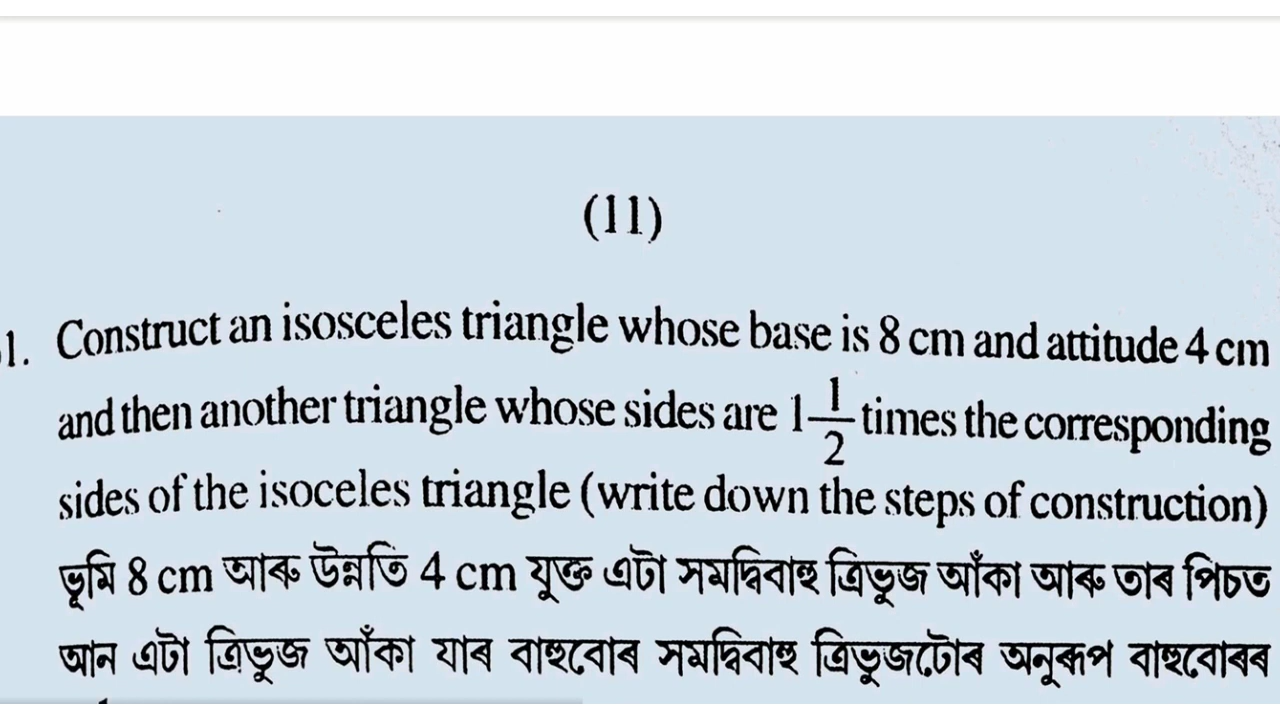 (11)
1. Construct an isosceles triangle whose base is 8 cm and attitude 4 cm
and then another triangle whose sides are 1 1/2 times the corresponding
sides of the isoceles triangle (write down the steps of construction)
ভূমি 8 cm আৰু উন্নতি 4 cm যুক্ত এটা সমদ্বিবাহু ত্ৰিভুজ আঁকা আৰু তাৰ পিচত
আন এটা ত্ৰিভুজ আঁকা যাৰ বাহুবোৰ সমদ্বিবাহু ত্ৰিভুজটোৰ অনুৰূপ বাহুবোৰৰ